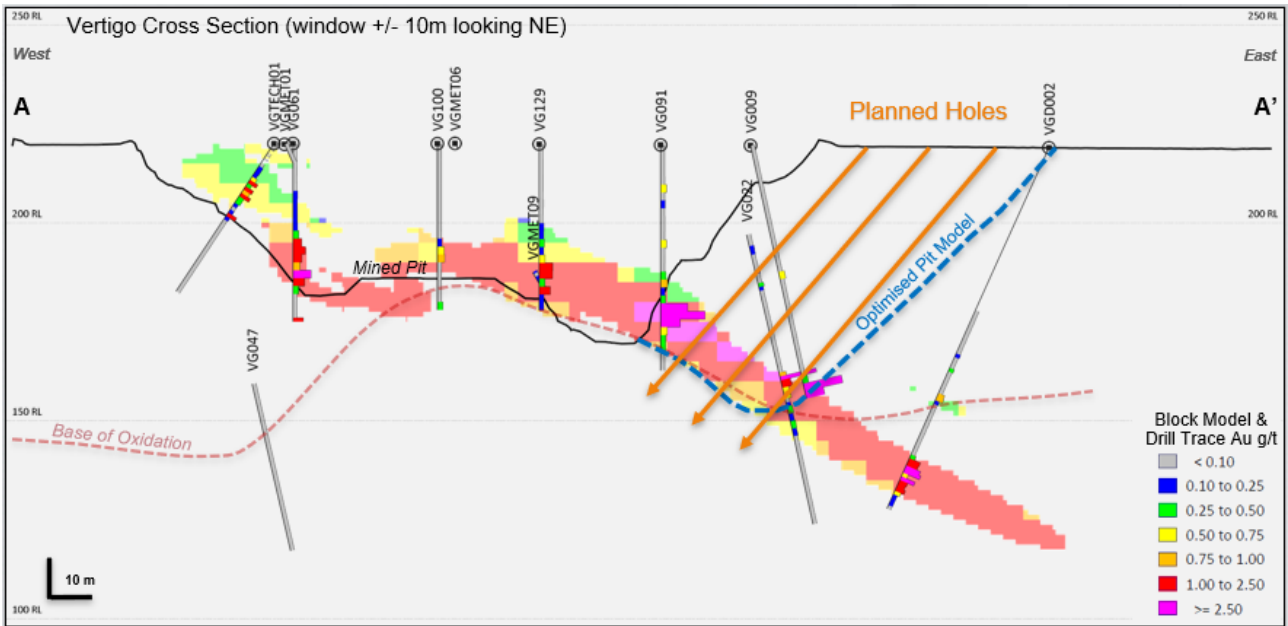 250 RL
Vertigo Cross Section (window +/- 10m looking NE)
250 RL
West
East
A
A'
VGTECH01
VGMET01
VG061
VG100
VGMET06
VG129
VG091
VG009
Planned Holes
VGD002
VG022
200 RL
200 RL
VGMET09
Mined Pit
Optimised Pit Model
VG047
150 RL
Base of Oxidation
Block Model &
Drill Trace Au g/t
< 0.10
0.10 to 0.25
0.25 to 0.50
0.50 to 0.75
0.75 to 1.00
1.00 to 2.50
>= 2.50
10 m
100 RL